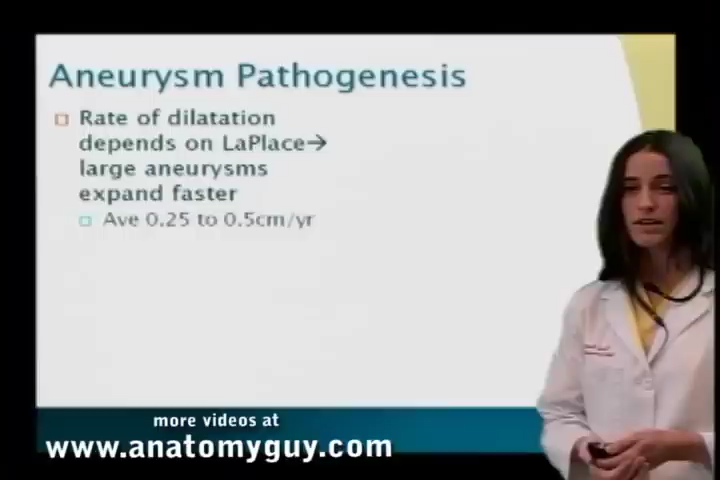 Aneurysm Pathogenesis
Rate of dilatation
depends on LaPlace→
large aneurysms
expand faster
Ave 0.25 to 0.5cm/yr
more videos at
www.anatomyguy.com